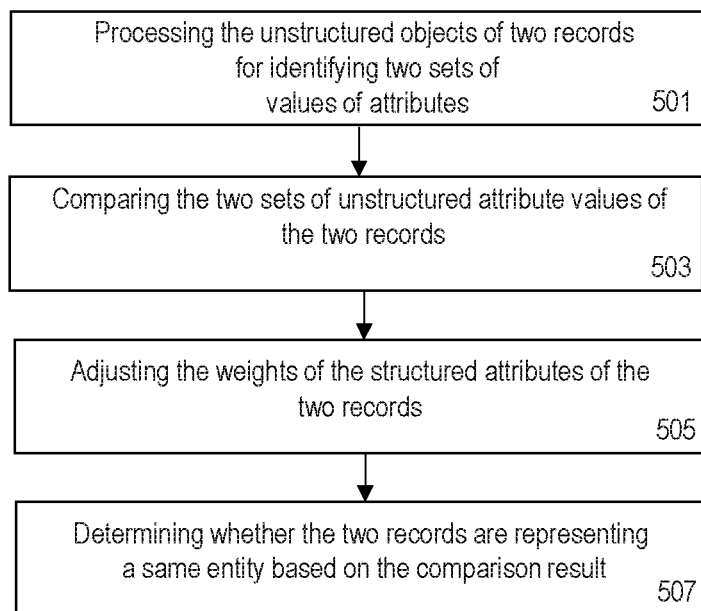 Processing the unstructured objects of two records
for identifying two sets of
values of attributes
501
Comparing the two sets of unstructured attribute values of
the two records
503
Adjusting the weights of the structured attributes of the
two records
505
Determining whether the two records are representing
a same entity based on the comparison result
507